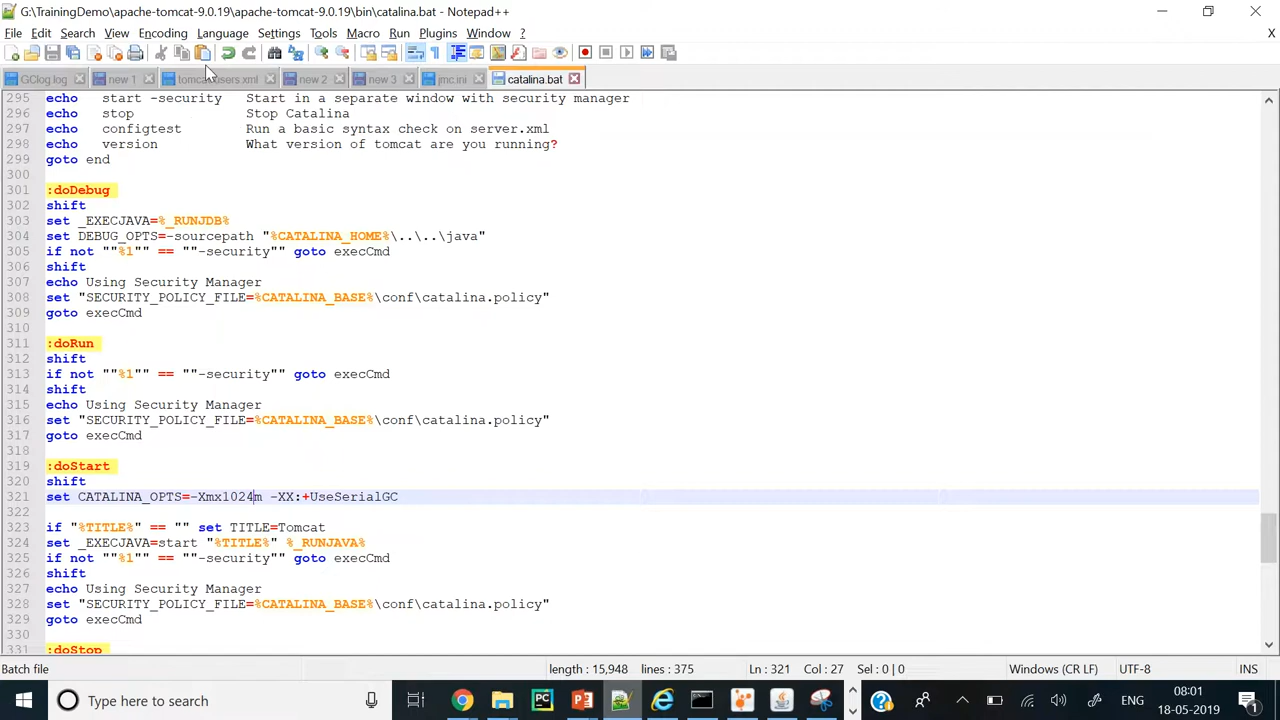 G:\TrainingDemo\apache-tomcat-9.0.19\apache-tomcat-9.0.19\bin\catalina.bat - Notepad++
File Edit Search View Encoding Language Settings Tools Macro Run Plugins Window ? X
GClog.log new 1 tomcat-users.xml new 2 new 3 jmc.ini catalina.bat
295 echo start -security Start in a separate window with security manager
296 echo stop Stop Catalina
297 echo configtest Run a basic syntax check on server.xml
298 echo version What version of tomcat are you running?
299 goto end
300
301 :doDebug
302 shift
303 set _EXECJAVA=%_RUNJDB%
304 set DEBUG_OPTS=-sourcepath "%CATALINA_HOME%\..\..\java"
305 if not ""%1"" == ""-security"" goto execCmd
306 shift
307 echo Using Security Manager
308 set "SECURITY_POLICY_FILE=%CATALINA_BASE%\conf\catalina.policy"
309 goto execCmd
310
311 :doRun
312 shift
313 if not ""%1"" == ""-security"" goto execCmd
314 shift
315 echo Using Security Manager
316 set "SECURITY_POLICY_FILE=%CATALINA_BASE%\conf\catalina.policy"
317 goto execCmd
318
319 :doStart
320 shift
321 set CATALINA_OPTS=-Xmx1024m -XX:+UseSerialGC
322
323 if "%TITLE%" == "" set TITLE=Tomcat
324 set _EXECJAVA=start "%TITLE%" %_RUNJAVA%
325 if not ""%1"" == ""-security"" goto execCmd
326 shift
327 echo Using Security Manager
328 set "SECURITY_POLICY_FILE=%CATALINA_BASE%\conf\catalina.policy"
329 goto execCmd
330
331 :doStop
Batch file length : 15,948 lines : 375 Ln : 321 Col : 27 Sel : 0 | 0 Windows (CR LF) UTF-8 INS
Type here to search ENG 08:01
18-05-2019 1